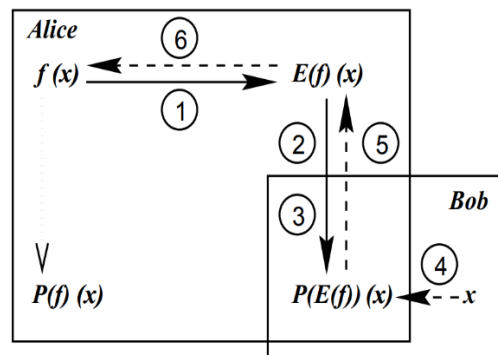 Alice
6
f (x)
E(f) (x)
1
2
5
3
Bob
4
P(f) (x)
P(E(f)) (x)
x